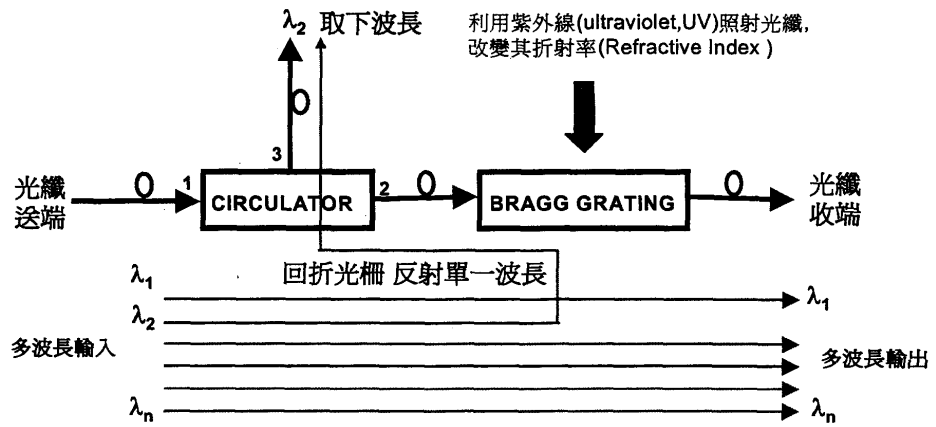 λ2 取下波長
利用紫外線(ultraviolet,UV)照射光纖,
改變其折射率(Refractive Index )
3
光纖
送端
1
CIRCULATOR
2
BRAGG GRATING
光纖
收端
回折光柵 反射單一波長
λ1
λ1
λ2
多波長輸入
多波長輸出
λn
λn